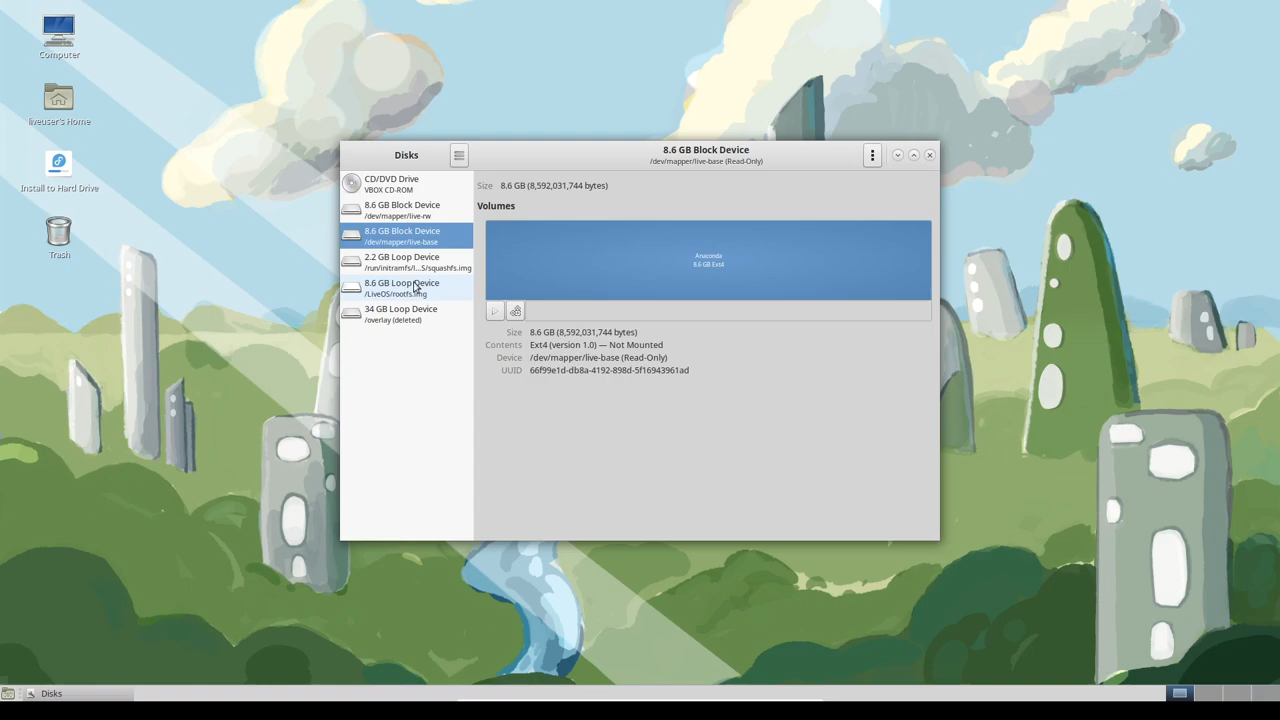 Computer
liveuser's Home
Install to Hard Drive
Trash
Disks
8.6 GB Block Device
/dev/mapper/live-base (Read-Only)
CD/DVD Drive
VBOX CD-ROM
8.6 GB Block Device
/dev/mapper/live-rw
8.6 GB Block Device
/dev/mapper/live-base
2.2 GB Loop Device
/run/initramfs/l...S/squashfs.img
8.6 GB Loop Device
/LiveOS/rootfs.img
34 GB Loop Device
/overlay (deleted)
Size 8.6 GB (8,592,031,744 bytes)
Volumes
Anaconda
8.6 GB Ext4
Size 8.6 GB (8,592,031,744 bytes)
Contents Ext4 (version 1.0) — Not Mounted
Device /dev/mapper/live-base (Read-Only)
UUID 66f99e1d-db8a-4192-898d-5f16943961ad
Disks